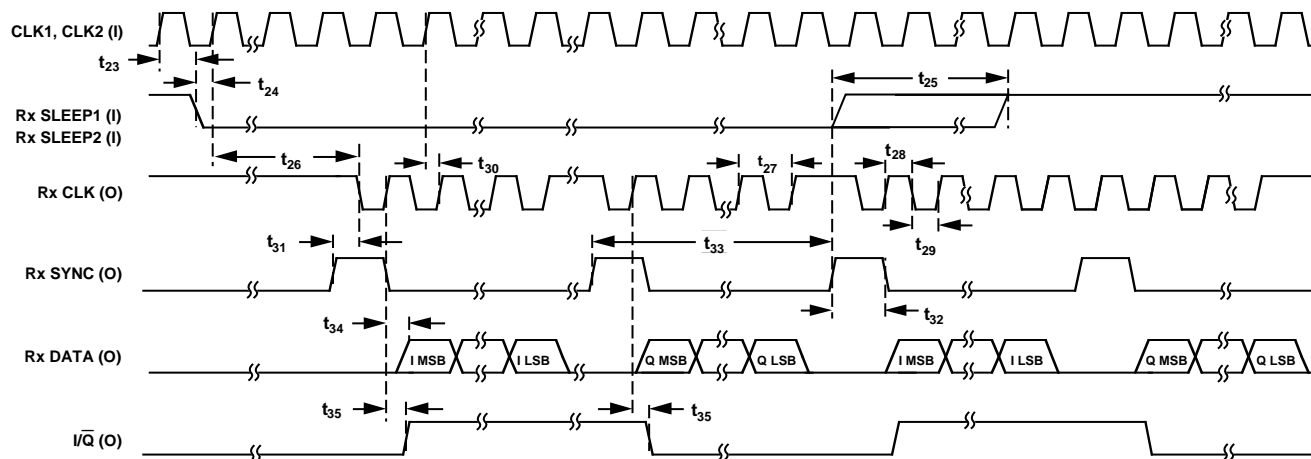 CLK1, CLK2 (I)
t23
t24
t25
Rx SLEEP1 (I)
Rx SLEEP2 (I)
t26
t30
t27
t28
Rx CLK (O)
t29
t31
t33
Rx SYNC (O)
t32
t34
Rx DATA (O)
I MSB
I LSB
Q MSB
Q LSB
I MSB
I LSB
Q MSB
Q LSB
t35
t35
I/Q̅ (O)